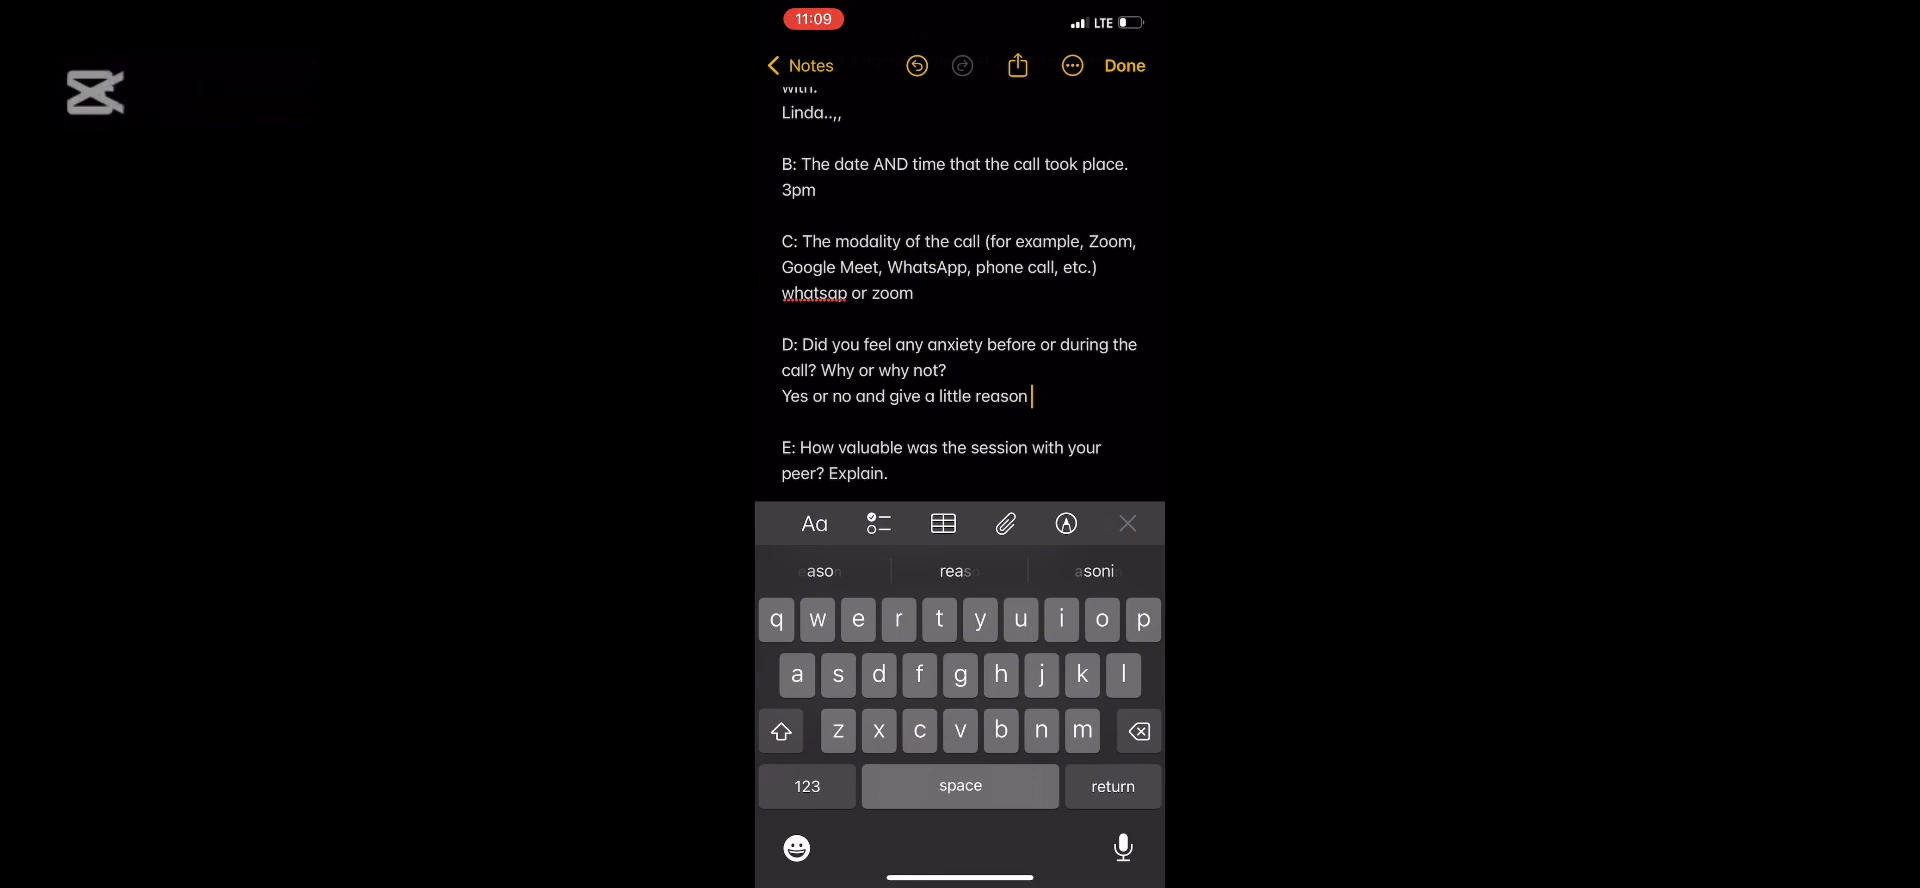 11:09
LTE
Notes
Done
with.
Linda..,,
B: The date AND time that the call took place.
3pm
C: The modality of the call (for example, Zoom,
Google Meet, WhatsApp, phone call, etc.)
whatsap or zoom
D: Did you feel any anxiety before or during the
call? Why or why not?
Yes or no and give a little reason
E: How valuable was the session with your
peer? Explain.
Aa
q w e r t y u i o p
a s d f g h j k l
z x c v b n m
123 space return